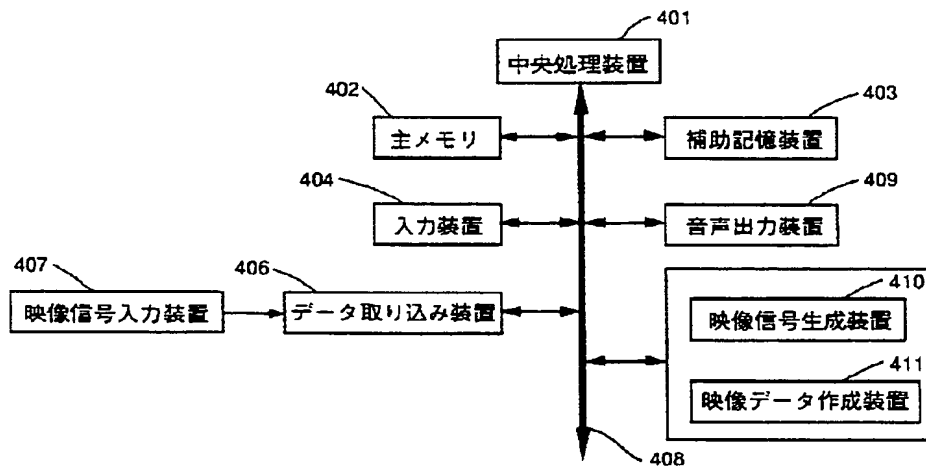 401
中央処理装置
402
主メモリ
403
補助記憶装置
404
入力装置
409
音声出力装置
407
映像信号入力装置
406
データ取り込み装置
410
映像信号生成装置
411
映像データ作成装置
408